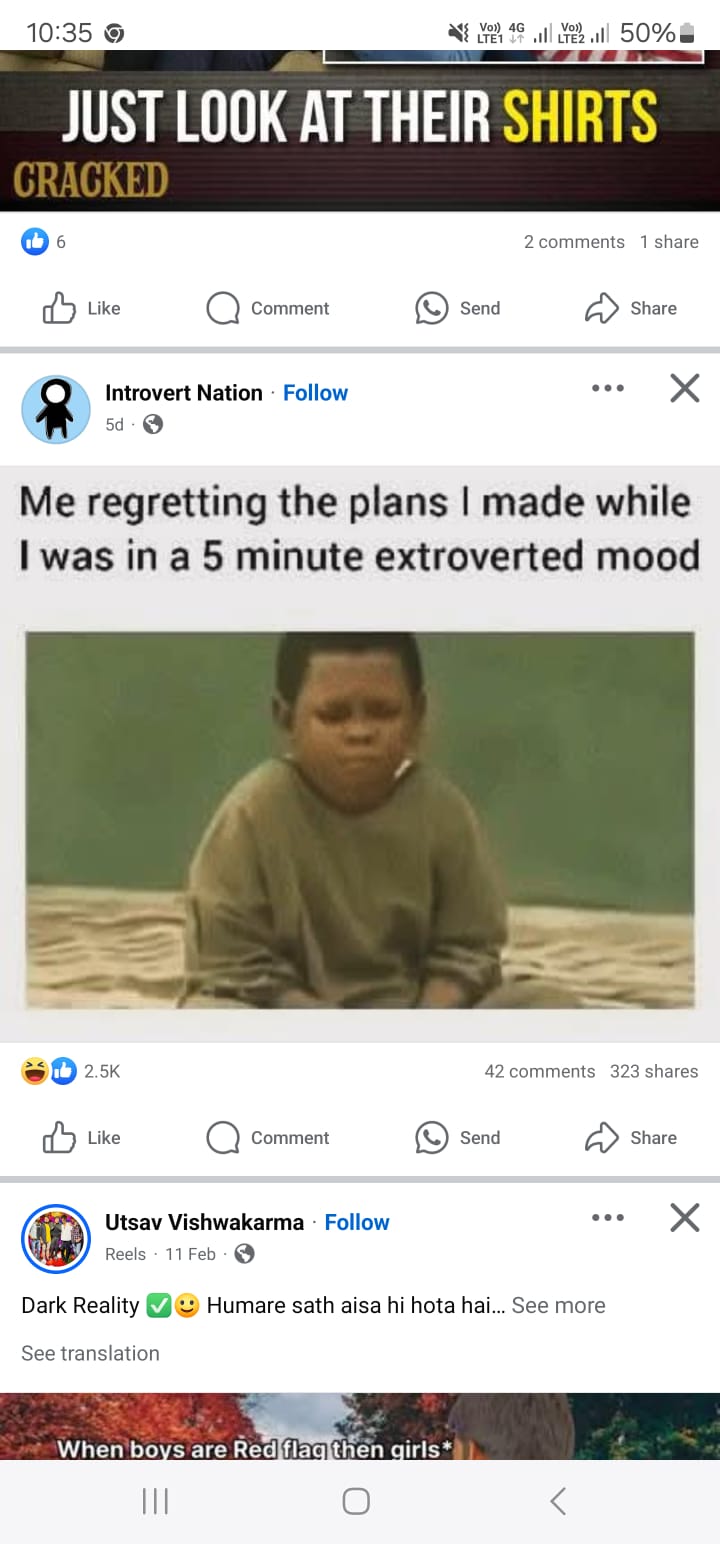 10:35 Vo)) 4G LTE1 Vo)) LTE2 50%
JUST LOOK AT THEIR SHIRTS
CRACKED
6 2 comments 1 share
Like Comment Send Share
Introvert Nation · Follow
5d ·
Me regretting the plans I made while
I was in a 5 minute extroverted mood
2.5K 42 comments 323 shares
Like Comment Send Share
Utsav Vishwakarma · Follow
Reels · 11 Feb ·
Dark Reality ✅🙂 Humare sath aisa hi hota hai... See more
See translation
When boys are Red flag then girls*